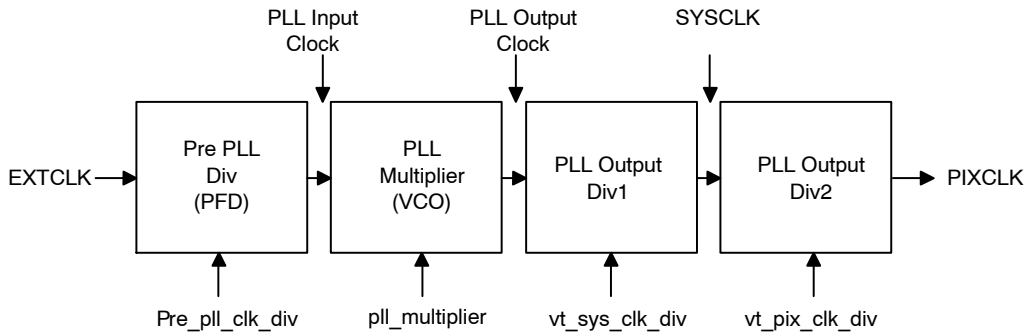 PLL Input
Clock
PLL Output
Clock
SYSCLK
EXTCLK
Pre PLL
Div
(PFD)
PLL
Multiplier
(VCO)
PLL Output
Div1
PLL Output
Div2
PIXCLK
Pre_pll_clk_div
pll_multiplier
vt_sys_clk_div
vt_pix_clk_div